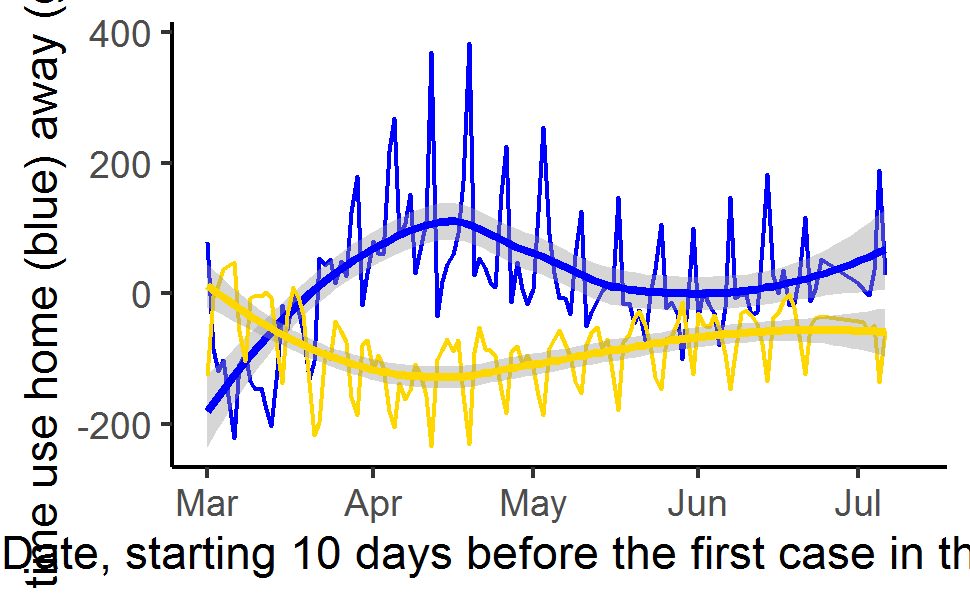 time use home (blue) away (
400
200
0
-200
Mar Apr May Jun Jul
Date, starting 10 days before the first case in th